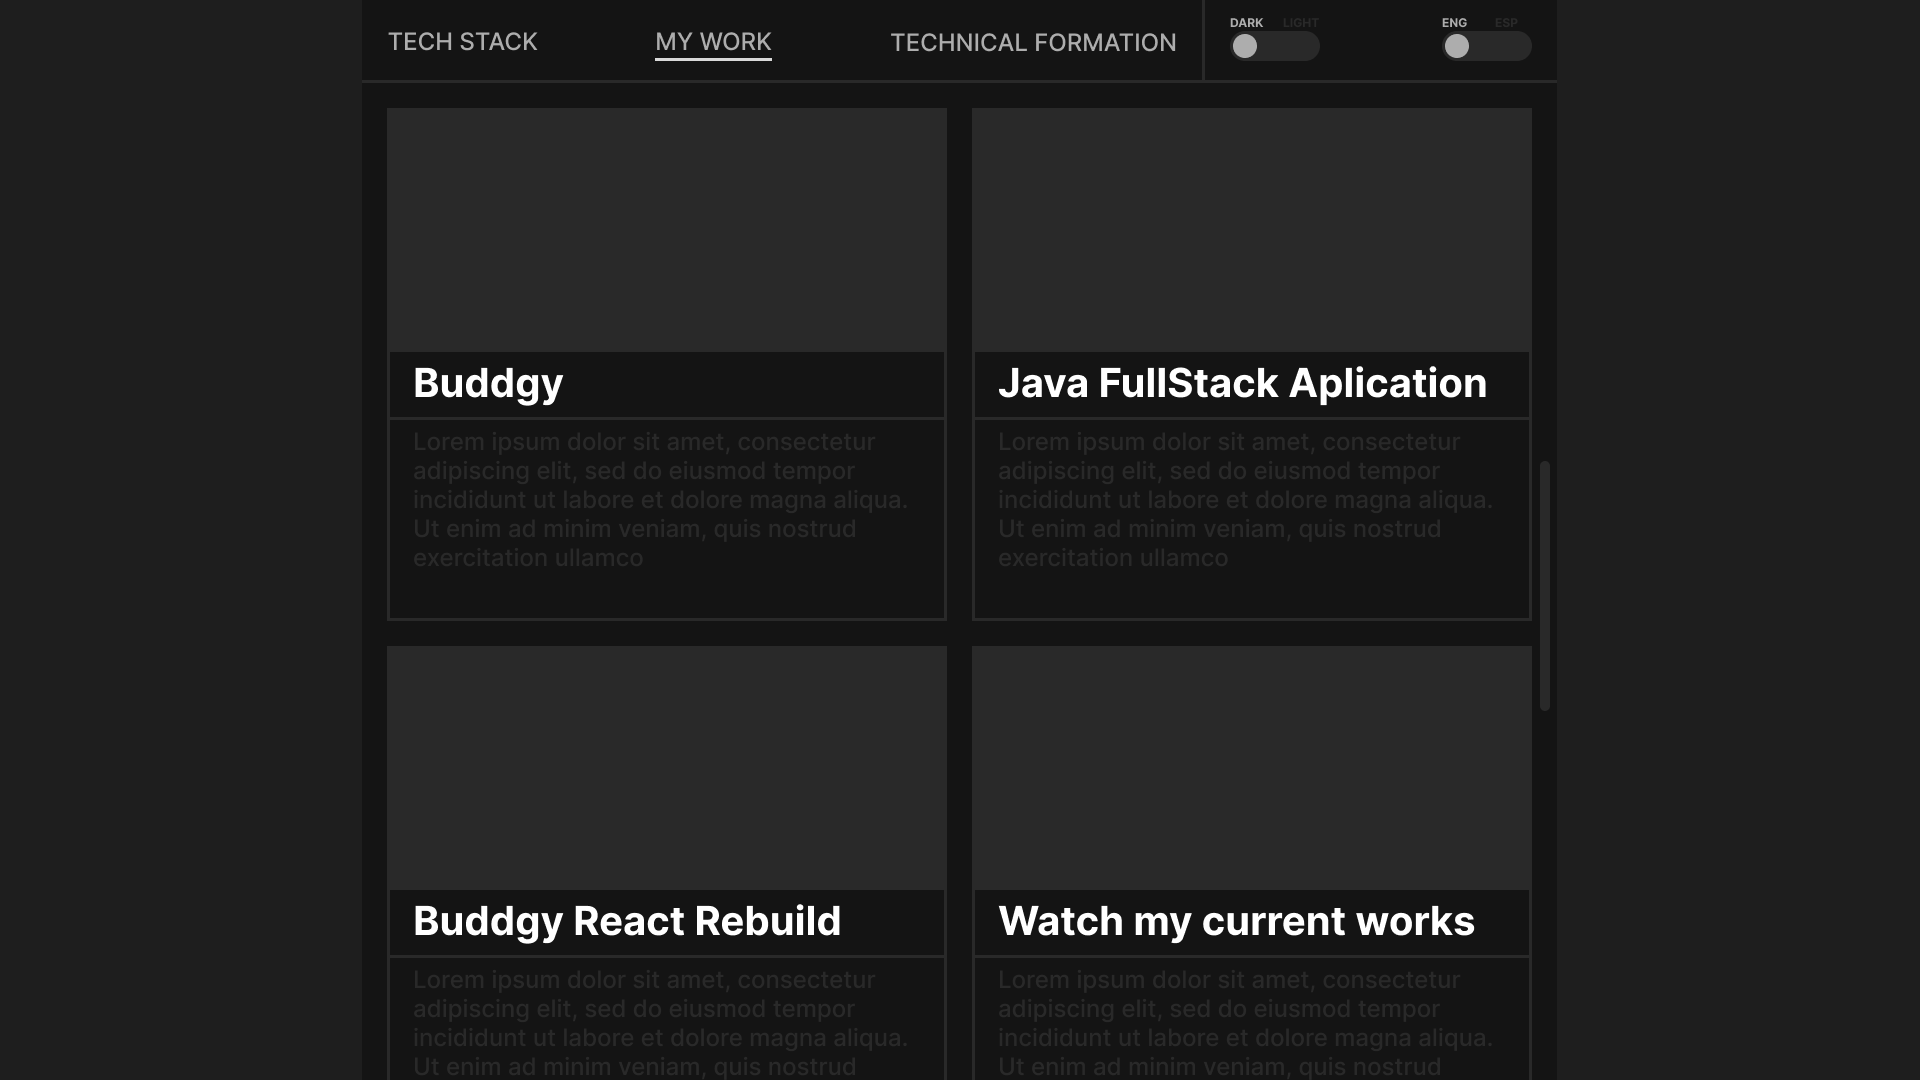 TECH STACK
MY WORK
TECHNICAL FORMATION
DARK LIGHT
ENG ESP
Buddgy
Lorem ipsum dolor sit amet, consectetur
adipiscing elit, sed do eiusmod tempor
incididunt ut labore et dolore magna aliqua.
Ut enim ad minim veniam, quis nostrud
exercitation ullamco
Java FullStack Aplication
Lorem ipsum dolor sit amet, consectetur
adipiscing elit, sed do eiusmod tempor
incididunt ut labore et dolore magna aliqua.
Ut enim ad minim veniam, quis nostrud
exercitation ullamco
Buddgy React Rebuild
Lorem ipsum dolor sit amet, consectetur
adipiscing elit, sed do eiusmod tempor
incididunt ut labore et dolore magna aliqua.
Ut enim ad minim veniam, quis nostrud
Watch my current works
Lorem ipsum dolor sit amet, consectetur
adipiscing elit, sed do eiusmod tempor
incididunt ut labore et dolore magna aliqua.
Ut enim ad minim veniam, quis nostrud